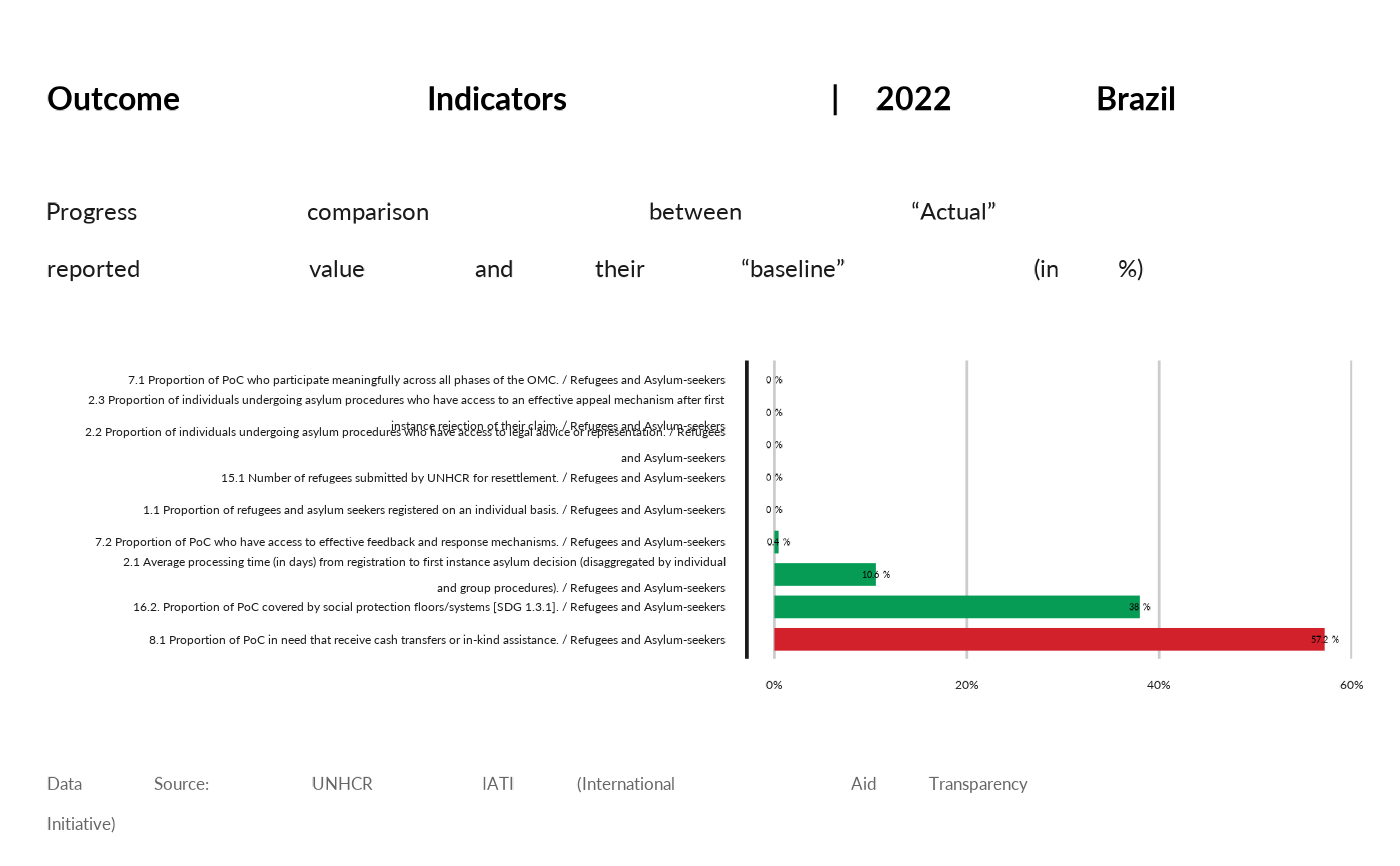 Outcome Indicators | 2022 Brazil
Progress comparison between “Actual”
reported value and their “baseline” (in %)
7.1 Proportion of PoC who participate meaningfully across all phases of the OMC. / Refugees and Asylum-seekers
0 %
2.3 Proportion of individuals undergoing asylum procedures who have access to an effective appeal mechanism after first
instance rejection of their claim. / Refugees and Asylum-seekers
0 %
2.2 Proportion of individuals undergoing asylum procedures who have access to legal advice or representation. / Refugees
and Asylum-seekers
0 %
15.1 Number of refugees submitted by UNHCR for resettlement. / Refugees and Asylum-seekers
0 %
1.1 Proportion of refugees and asylum seekers registered on an individual basis. / Refugees and Asylum-seekers
0 %
7.2 Proportion of PoC who have access to effective feedback and response mechanisms. / Refugees and Asylum-seekers
0.4 %
2.1 Average processing time (in days) from registration to first instance asylum decision (disaggregated by individual
and group procedures). / Refugees and Asylum-seekers
10.6 %
16.2. Proportion of PoC covered by social protection floors/systems [SDG 1.3.1]. / Refugees and Asylum-seekers
38 %
8.1 Proportion of PoC in need that receive cash transfers or in-kind assistance. / Refugees and Asylum-seekers
57.2 %
0% 20% 40% 60%
Data Source: UNHCR IATI (International Aid Transparency
Initiative)